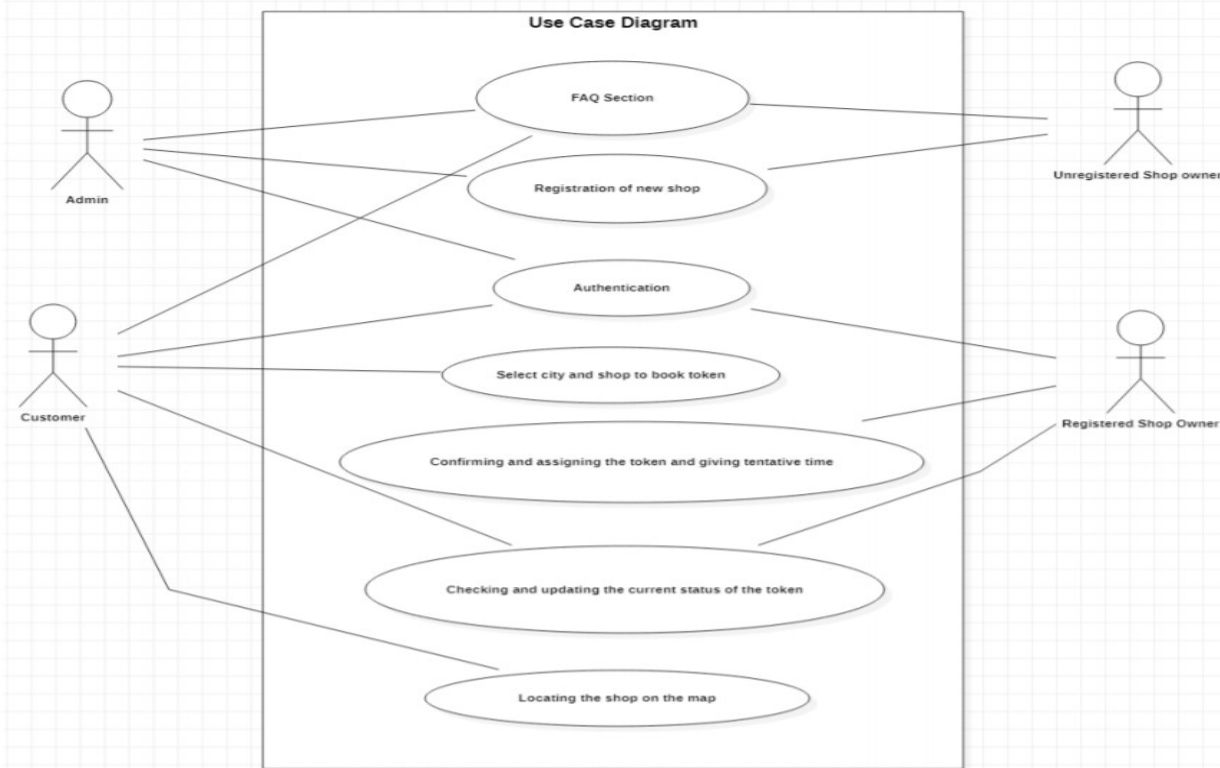 Use Case Diagram
FAQ Section
Registration of new shop
Authentication
Select city and shop to book token
Confirming and assigning the token and giving tentative time
Checking and updating the current status of the token
Locating the shop on the map
Admin
Customer
Unregistered Shop owner
Registered Shop Owner